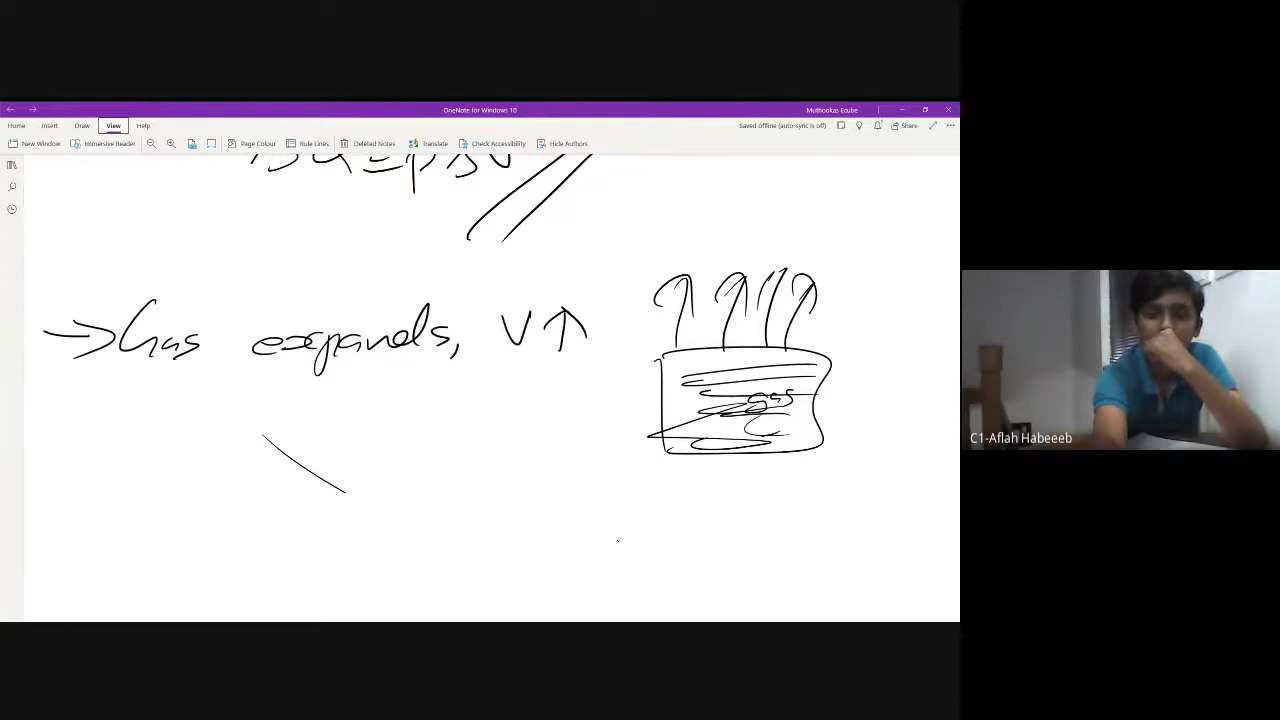 OneNote for Windows 10
Muthookas Ecube
Home Insert Draw View Help
Saved offline (auto-sync is off) Share
New Window Immersive Reader Page Colour Rule Lines Deleted Notes Translate Check Accessibility Hide Authors
→ Gas expands, V ↑
gas
C1-Aflah Habeeeb